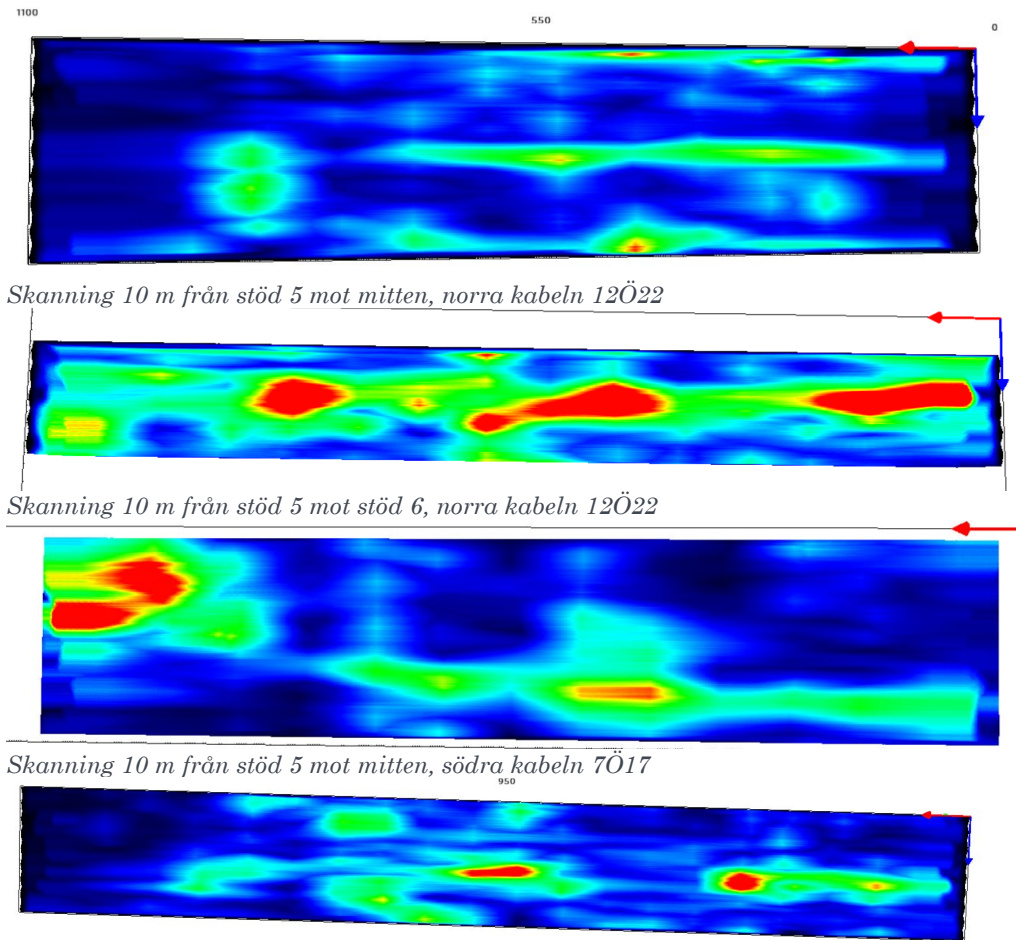 1100
550
0
Skanning 10 m från stöd 5 mot mitten, norra kabeln 12Ö22
Skanning 10 m från stöd 5 mot stöd 6, norra kabeln 12Ö22
Skanning 10 m från stöd 5 mot mitten, södra kabeln 7Ö17
950